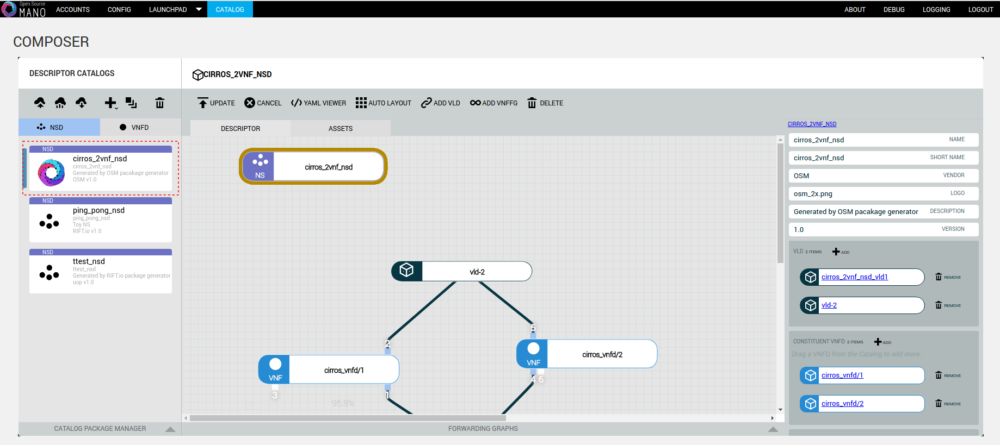 Open Source
MANO
ACCOUNTS
CONFIG
LAUNCHPAD
CATALOG
ABOUT
DEBUG
LOGGING
LOGOUT
COMPOSER
DESCRIPTOR CATALOGS
NSD
VNFD
NSD
cirros_2vnf_nsd
cirros_2vnf_nsd
Generated by OSM pacakage generator
OSM v1.0
NSD
ping_pong_nsd
ping_pong_nsd
Toy NS
RIFT.io v1.0
NSD
ttest_nsd
ttest_nsd
Generated by RIFT.io package generator
uop v1.0
CATALOG PACKAGE MANAGER
CIRROS_2VNF_NSD
UPDATE
CANCEL
YAML VIEWER
AUTO LAYOUT
ADD VLD
ADD VNFFG
DELETE
DESCRIPTOR
ASSETS
NS
cirros_2vnf_nsd
vld-2
2
5
VNF
cirros_vnfd/1
VNF
cirros_vnfd/2
3
1
4
6
95.8%
FORWARDING GRAPHS
CIRROS_2VNF_NSD
cirros_2vnf_nsd NAME
cirros_2vnf_nsd SHORT NAME
OSM VENDOR
osm_2x.png LOGO
Generated by OSM pacakage generator DESCRIPTION
1.0 VERSION
VLD 2 ITEMS ADD
cirros_2vnf_nsd_vld1 REMOVE
vld-2 REMOVE
CONSTITUENT VNFD 2 ITEMS ADD
Drag a VNFD from the Catalog to add more.
cirros_vnfd/1 REMOVE
cirros_vnfd/2 REMOVE